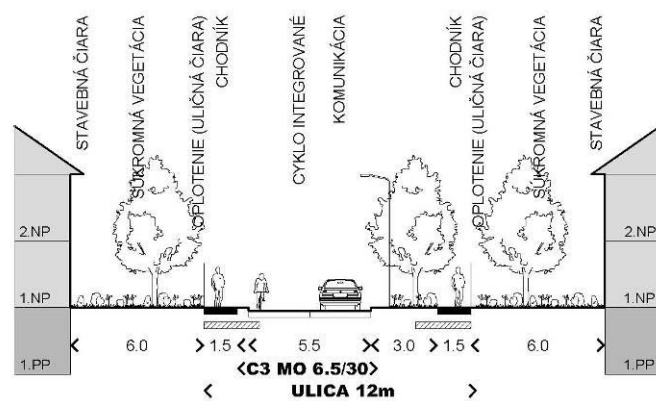 STAVEBNÁ ČIARA
SÚKROMNÁ VEGETÁCIA
OPLOTENIE (ULIČNÁ ČIARA)
CHODNÍK
CYKLO INTEGROVANÉ
KOMUNIKÁCIA
CHODNÍK
OPLOTENIE (ULIČNÁ ČIARA)
SÚKROMNÁ VEGETÁCIA
STAVEBNÁ ČIARA
2.NP
2.NP
1.NP
1.NP
1.PP
1.PP
6.0 1.5 5.5 3.0 1.5 6.0
C3 MO 6.5/30
ULICA 12m